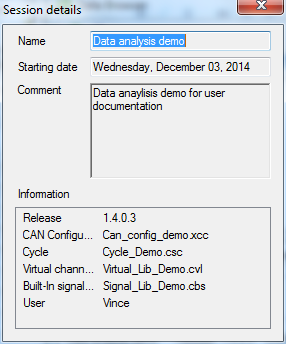 Session details
Name Data analysis demo
Starting date Wednesday, December 03, 2014
Comment Data anaylisis demo for user
documentation
Information
Release 1.4.0.3
CAN Configu... Can_config_demo.xcc
Cycle Cycle_Demo.csc
Virtual chann... Virtual_Lib_Demo.cvl
Built-In signal... Signal_Lib_Demo.cbs
User Vince